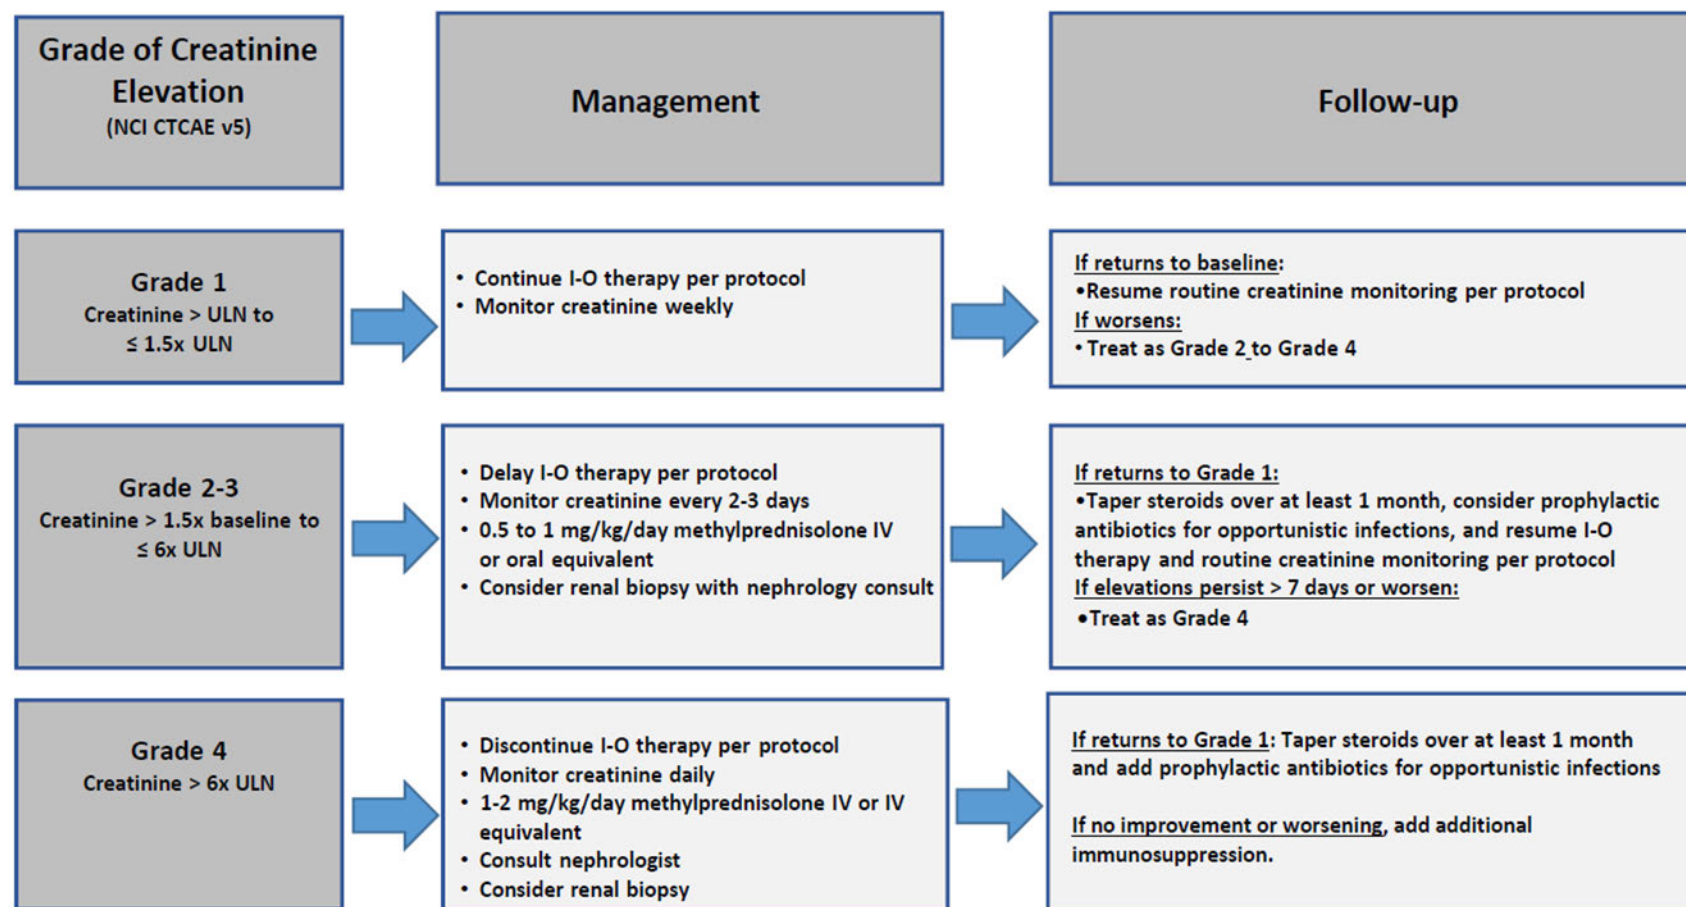 Grade of Creatinine
Elevation
(NCI CTCAE v5)
Management
Follow-up
Grade 1
Creatinine > ULN to
≤ 1.5x ULN
• Continue I-O therapy per protocol
• Monitor creatinine weekly
If returns to baseline:
•Resume routine creatinine monitoring per protocol
If worsens:
• Treat as Grade 2 to Grade 4
Grade 2-3
Creatinine > 1.5x baseline to
≤ 6x ULN
• Delay I-O therapy per protocol
• Monitor creatinine every 2-3 days
• 0.5 to 1 mg/kg/day methylprednisolone IV
or oral equivalent
• Consider renal biopsy with nephrology consult
If returns to Grade 1:
•Taper steroids over at least 1 month, consider prophylactic
antibiotics for opportunistic infections, and resume I-O
therapy and routine creatinine monitoring per protocol
If elevations persist > 7 days or worsen:
•Treat as Grade 4
Grade 4
Creatinine > 6x ULN
• Discontinue I-O therapy per protocol
• Monitor creatinine daily
• 1-2 mg/kg/day methylprednisolone IV or IV
equivalent
• Consult nephrologist
• Consider renal biopsy
If returns to Grade 1: Taper steroids over at least 1 month
and add prophylactic antibiotics for opportunistic infections
If no improvement or worsening, add additional
immunosuppression.